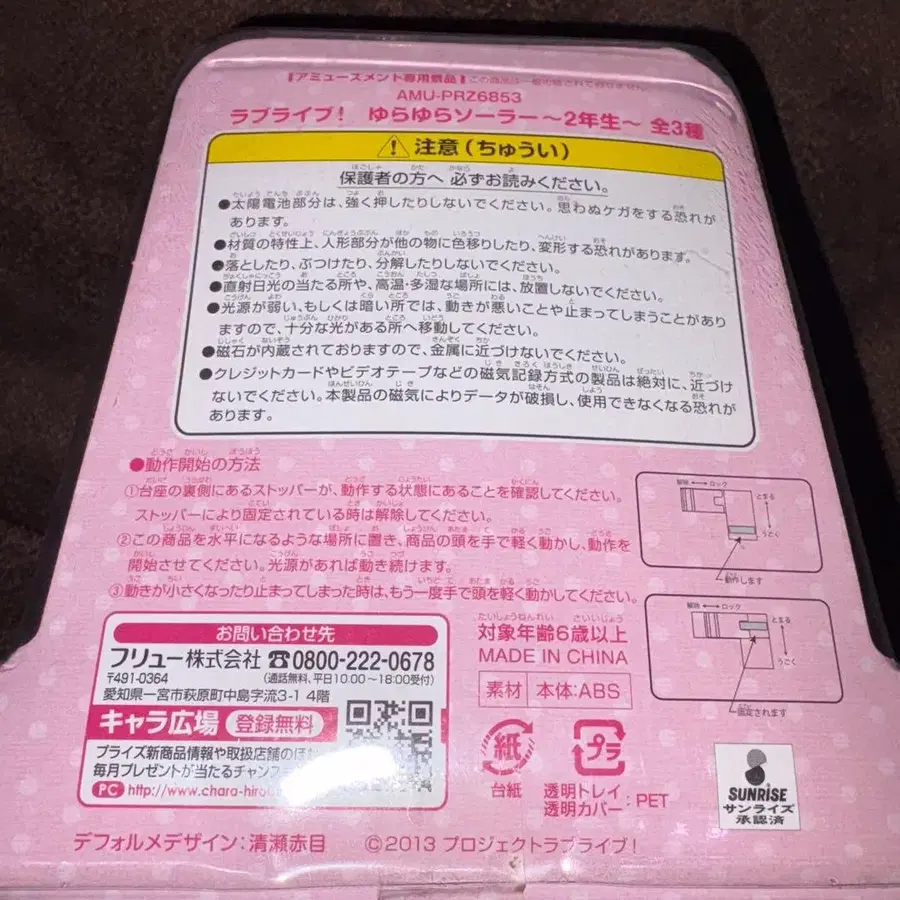 【アミューズメント専用景品】この商品は一般市販されておりません
AMU-PRZ6853
ラブライブ! ゆらゆらソーラー〜2年生〜 全3種
注意(ちゅうい)
保護者の方へ 必ずお読みください。
●太陽電池部分は、強く押したりしないでください。思わぬケガをする恐れが
あります。
●材質の特性上、人形部分が他の物に色移りしたり、変形する恐れがあります。
●落としたり、ぶつけたり、分解したりしないでください。
●直射日光の当たる所や、高温・多湿な場所には、放置しないでください。
●光源が弱い、もしくは暗い所では、動きが悪いことや止まってしまうことがあり
ますので、十分な光がある所へ移動してください。
●磁石が内蔵されておりますので、金属に近づけないでください。
●クレジットカードやビデオテープなどの磁気記録方式の製品は絶対に、近づけ
ないでください。本製品の磁気によりデータが破損し、使用できなくなる恐れが
あります。
●動作開始の方法
①台座の裏側にあるストッパーが、動作する状態にあることを確認してください。
ストッパーにより固定されている時は解除してください。
②この商品を水平になるような場所に置き、商品の頭を手で軽く動かし、動作を
開始させてください。光源があれば動き続けます。
③動きが小さくなったり止まってしまった時は、もう一度手で頭を軽く動かしてください。
解除 ←→ ロック
とまる
うごく
動作します
解除 ←→ ロック
とまる
うごく
固定されます
お問い合わせ先
フリュー株式会社 ☎0800-222-0678
〒491-0364 (通話無料、平日10:00〜18:00受付)
愛知県一宮市萩原町中島字流3-1 4階
キャラ広場 登録無料
プライズ新商品情報や取扱店舗の
毎月プレゼントが当たるチャンス
PC http://www.chara-hiro
対象年齢6歳以上
MADE IN CHINA
素材 本体:ABS
紙
台紙
プラ
透明トレイ
透明カバー :PET
SUNRISE
サンライズ
承認済
デフォルメデザイン:清瀬赤目 ©2013 プロジェクトラブライブ!